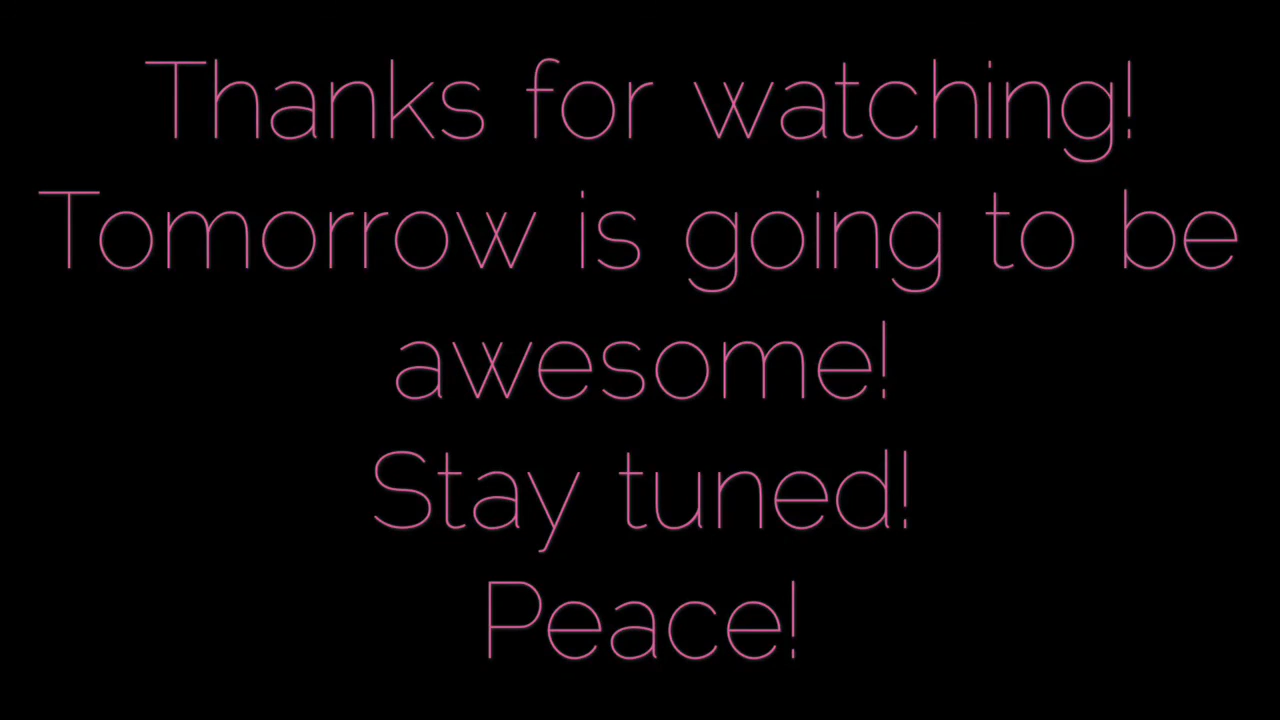 Thanks for watching!
Tomorrow is going to be
awesome!
Stay tuned!
Peace!